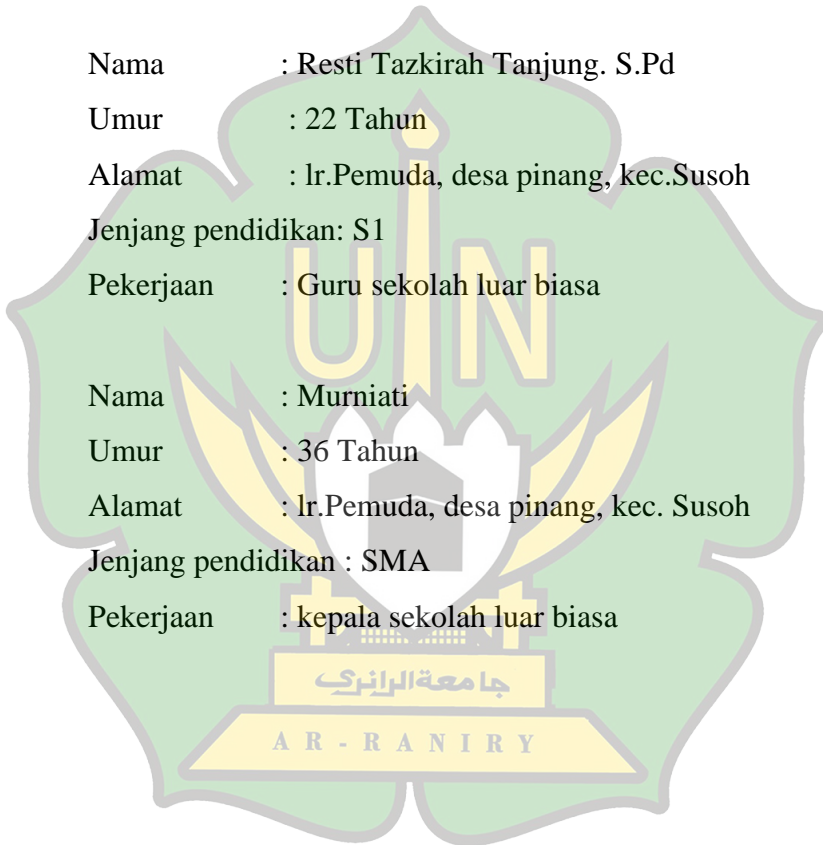 Nama : Resti Tazkirah Tanjung. S.Pd
Umur : 22 Tahun
Alamat : lr.Pemuda, desa pinang, kec.Susoh
Jenjang pendidikan: S1
Pekerjaan : Guru sekolah luar biasa
UIN
Nama : Murniati
Umur : 36 Tahun
Alamat : lr.Pemuda, desa pinang, kec. Susoh
Jenjang pendidikan : SMA
Pekerjaan : kepala sekolah luar biasa
جامعة الرانري
AR-RANIRY